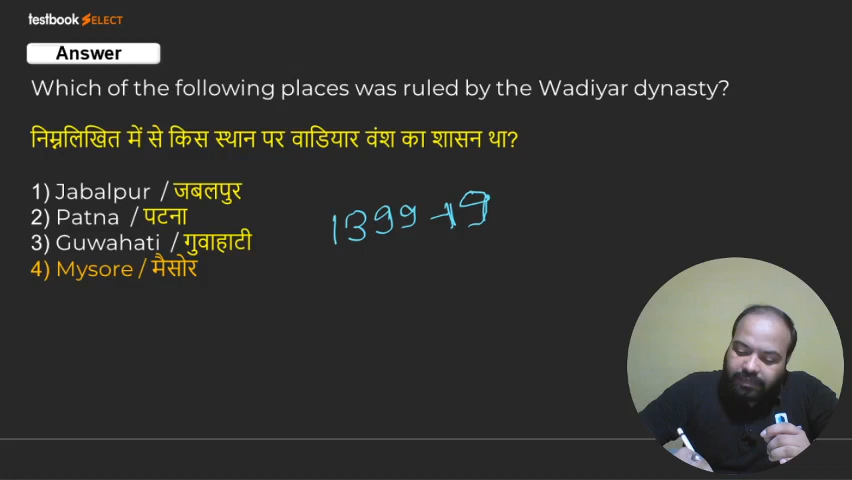 testbook SELECT
Answer
Which of the following places was ruled by the Wadiyar dynasty?
निम्नलिखित में से किस स्थान पर वाडियार वंश का शासन था?
1) Jabalpur / जबलपुर
2) Patna / पटना
3) Guwahati / गुवाहाटी
4) Mysore / मैसोर
1399-19